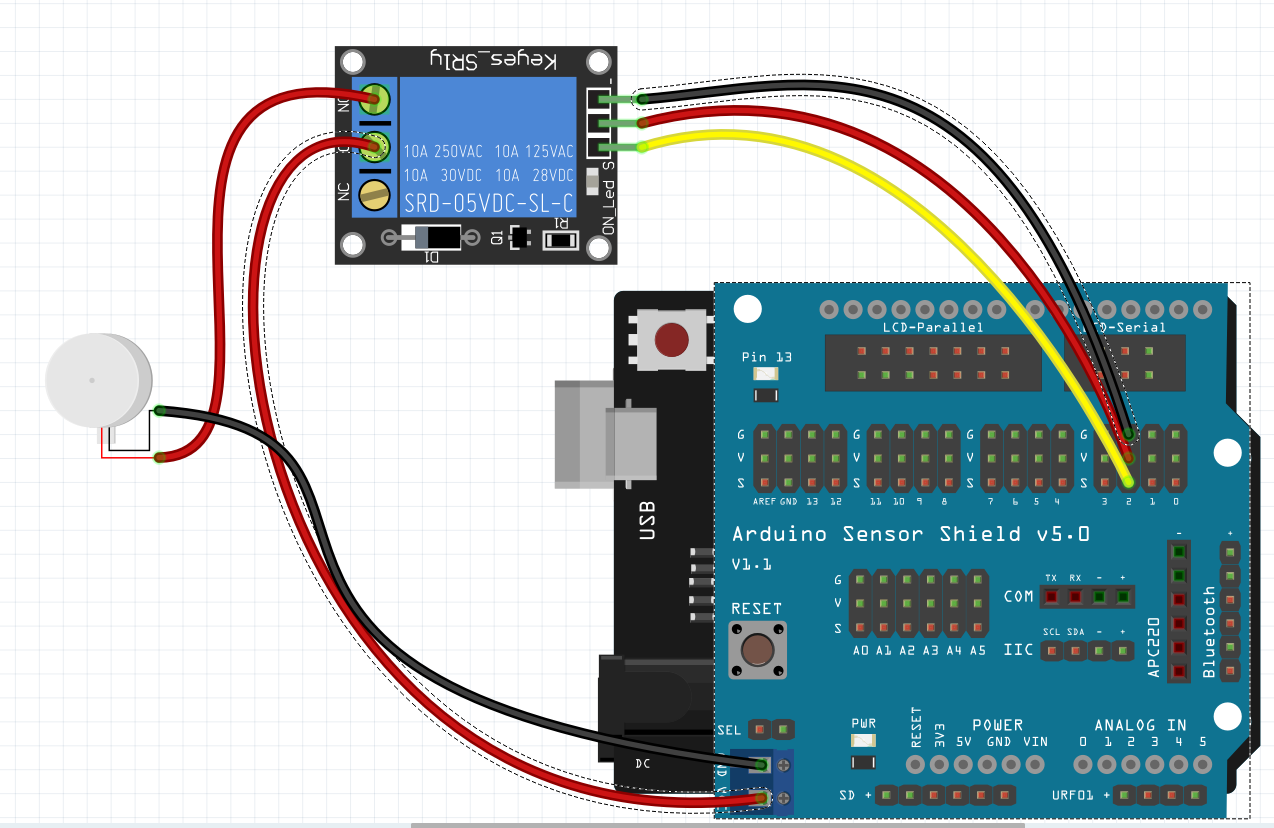 Keyes_SRly
-
NO
C
NC
10A 250VAC 10A 125VAC
10A 30VDC 10A 28VDC
SRD-05VDC-SL-C
S
ON_Led
Q1
R1
D1
LCD-Parallel
-Serial
Pin 13
G G G G
V V V V
S S S S
AREF GND 13 12 11 10 9 8 7 6 5 4 3 2 1 0
USB
Arduino Sensor Shield v5.0
V1.1
- +
RESET
G
V
S
A0 A1 A2 A3 A4 A5
TX RX - +
COM
SCL SDA - +
IIC
APC220
Bluetooth
SEL
PWR
RESET
3V3
POWER
5V GND VIN
ANALOG IN
0 1 2 3 4 5
DC
SD +
URF01 +